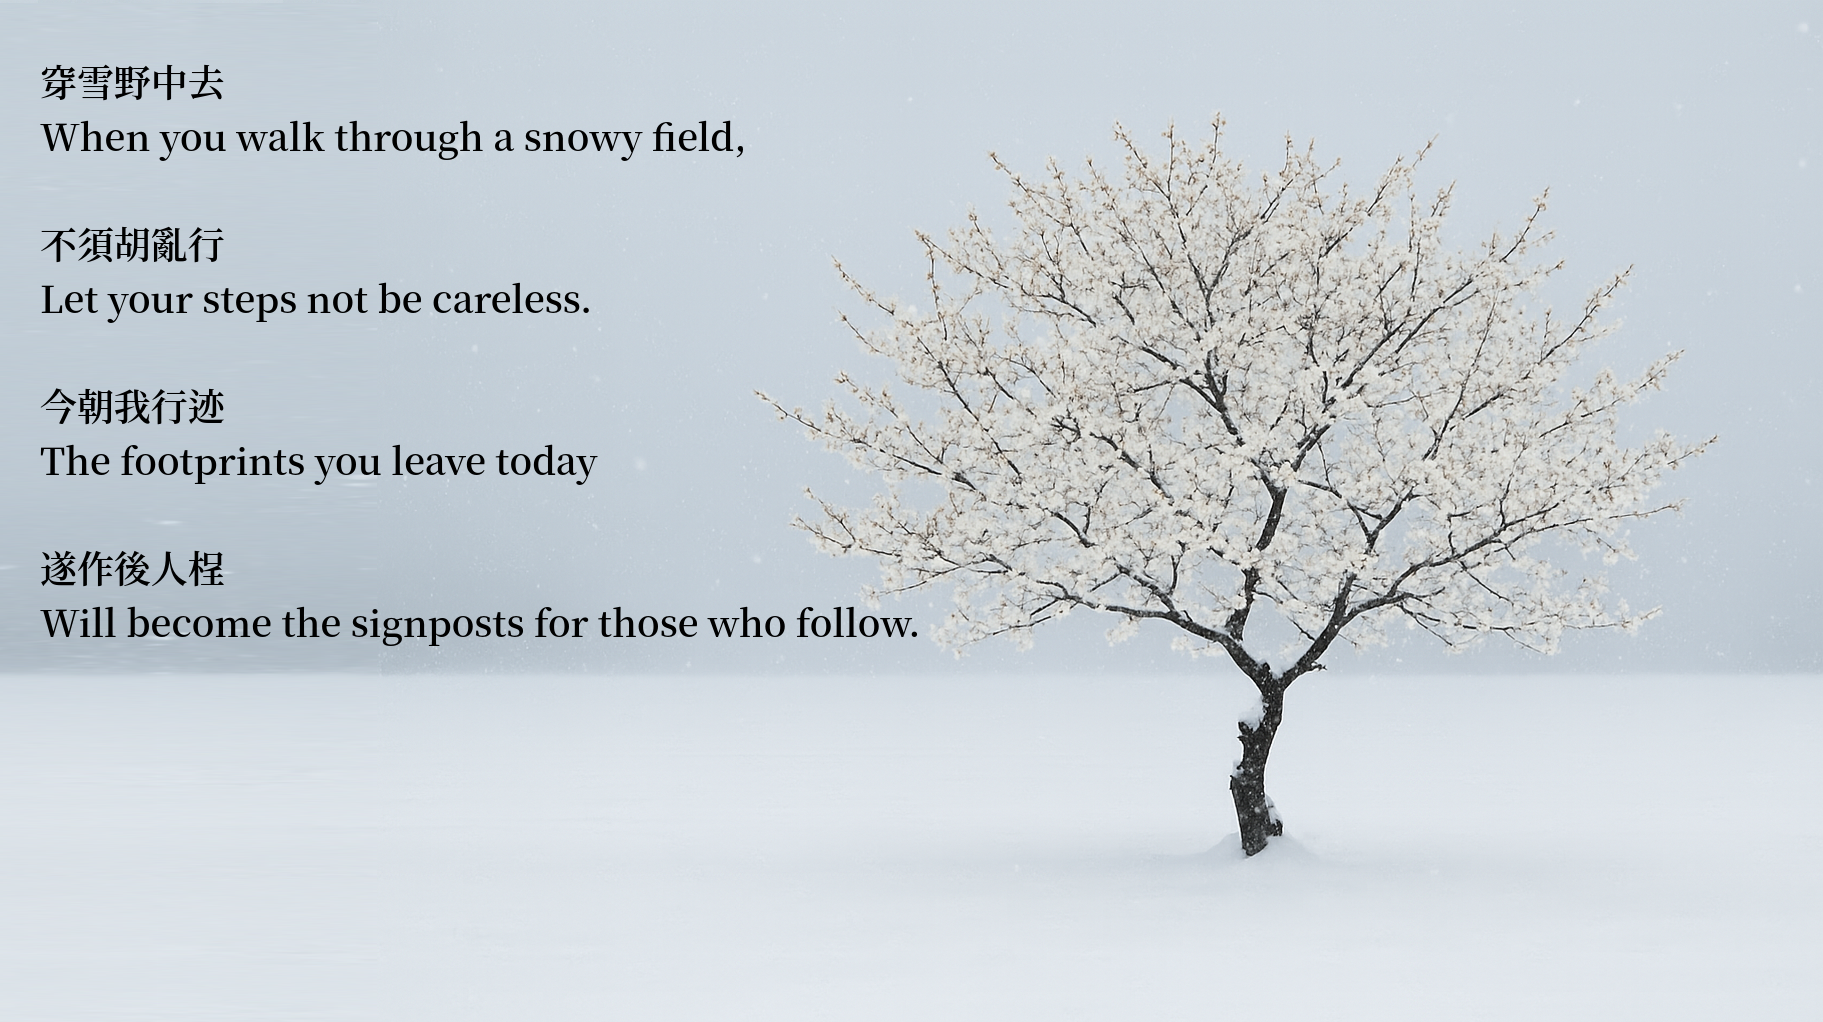 穿雪野中去
When you walk through a snowy field,
不須胡亂行
Let your steps not be careless.
今朝我行迹
The footprints you leave today
遂作後人桯
Will become the signposts for those who follow.